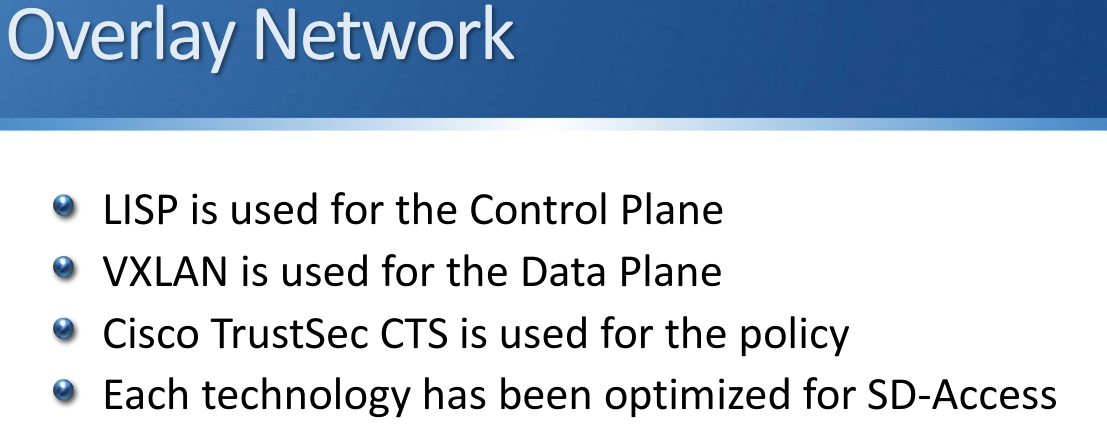 Overlay Network
LISP is used for the Control Plane
VXLAN is used for the Data Plane
Cisco TrustSec CTS is used for the policy
Each technology has been optimized for SD-Access